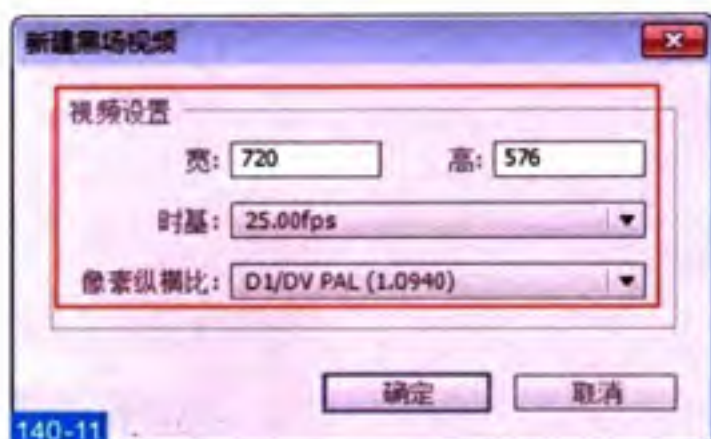 新建黑场视频
视频设置
宽: 720 高: 576
时基: 25.00fps
像素纵横比: D1/DV PAL (1.0940)
确定 取消
140-11